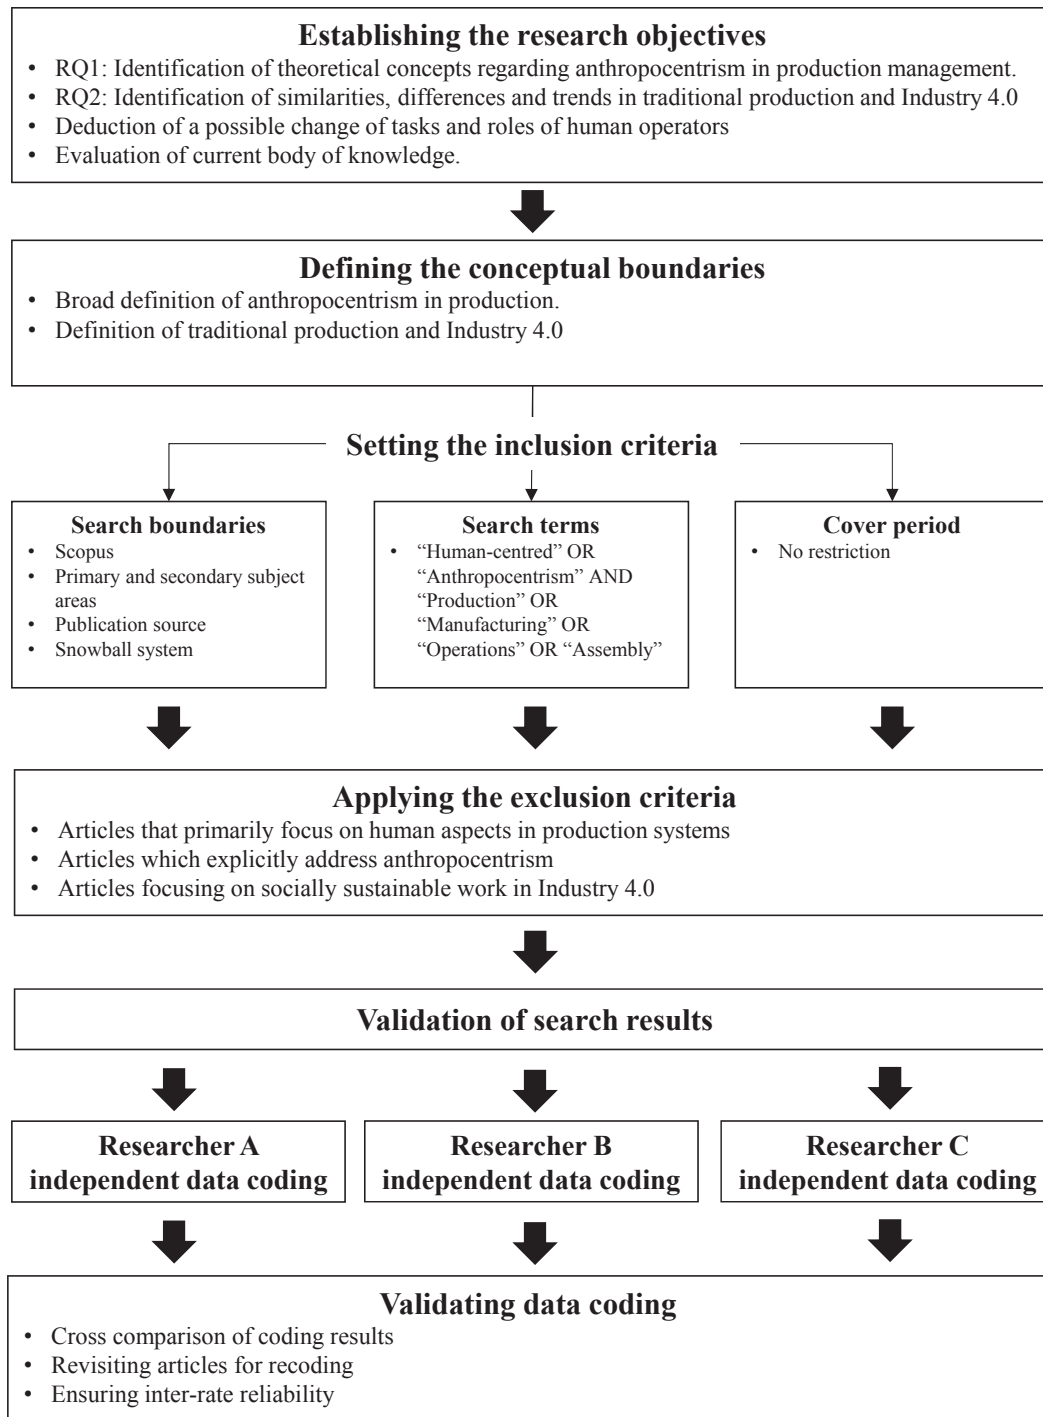 Establishing the research objectives
• RQ1: Identification of theoretical concepts regarding anthropocentrism in production management.
• RQ2: Identification of similarities, differences and trends in traditional production and Industry 4.0
• Deduction of a possible change of tasks and roles of human operators
• Evaluation of current body of knowledge.
Defining the conceptual boundaries
• Broad definition of anthropocentrism in production.
• Definition of traditional production and Industry 4.0
Setting the inclusion criteria
Search boundaries
• Scopus
• Primary and secondary subject
areas
• Publication source
• Snowball system
Search terms
• “Human-centred” OR
“Anthropocentrism” AND
“Production” OR
“Manufacturing” OR
“Operations” OR “Assembly”
Cover period
• No restriction
Applying the exclusion criteria
• Articles that primarily focus on human aspects in production systems
• Articles which explicitly address anthropocentrism
• Articles focusing on socially sustainable work in Industry 4.0
Validation of search results
Researcher A
independent data coding
Researcher B
independent data coding
Researcher C
independent data coding
Validating data coding
• Cross comparison of coding results
• Revisiting articles for recoding
• Ensuring inter-rate reliability